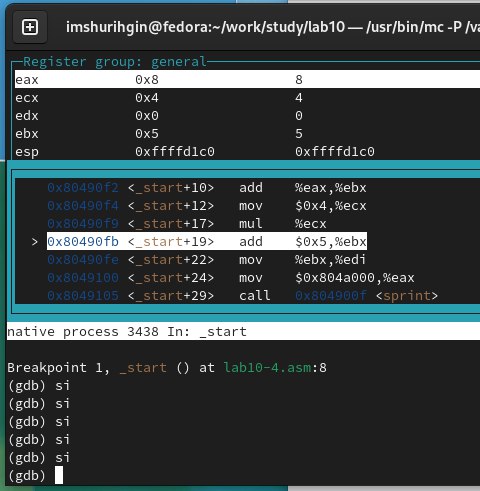 imshurihgin@fedora:~/work/study/lab10 — /usr/bin/mc -P /va
Register group: general
eax 0x8 8
ecx 0x4 4
edx 0x0 0
ebx 0x5 5
esp 0xffffd1c0 0xffffd1c0
0x80490f2 <_start+10> add %eax,%ebx
0x80490f4 <_start+12> mov $0x4,%ecx
0x80490f9 <_start+17> mul %ecx
> 0x80490fb <_start+19> add $0x5,%ebx
0x80490fe <_start+22> mov %ebx,%edi
0x8049100 <_start+24> mov $0x804a000,%eax
0x8049105 <_start+29> call 0x804900f <sprint>
native process 3438 In: _start
Breakpoint 1, _start () at lab10-4.asm:8
(gdb) si
(gdb) si
(gdb) si
(gdb) si
(gdb) si
(gdb)